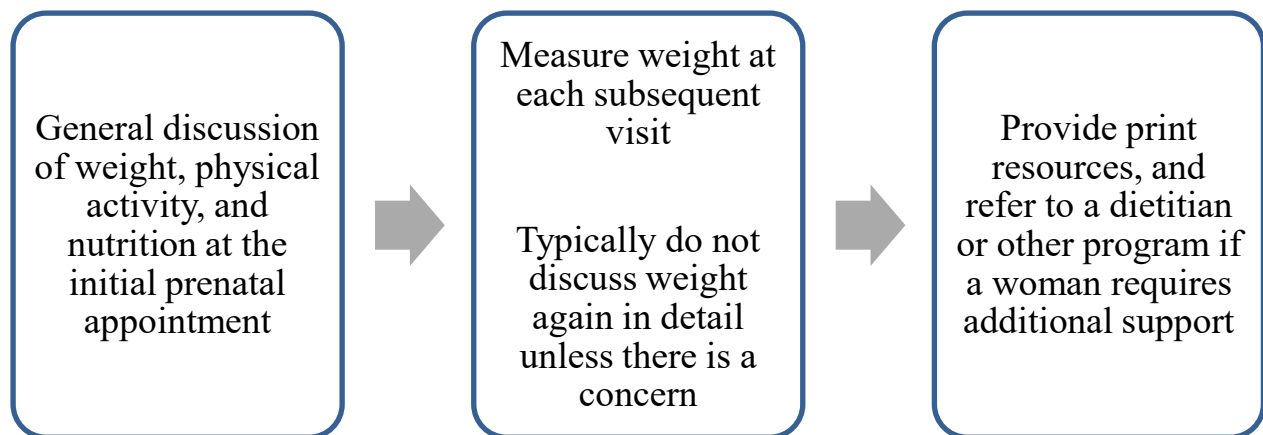 General discussion
of weight, physical
activity, and
nutrition at the
initial prenatal
appointment
Measure weight at
each subsequent
visit
Typically do not
discuss weight
again in detail
unless there is a
concern
Provide print
resources, and
refer to a dietitian
or other program if
a woman requires
additional support